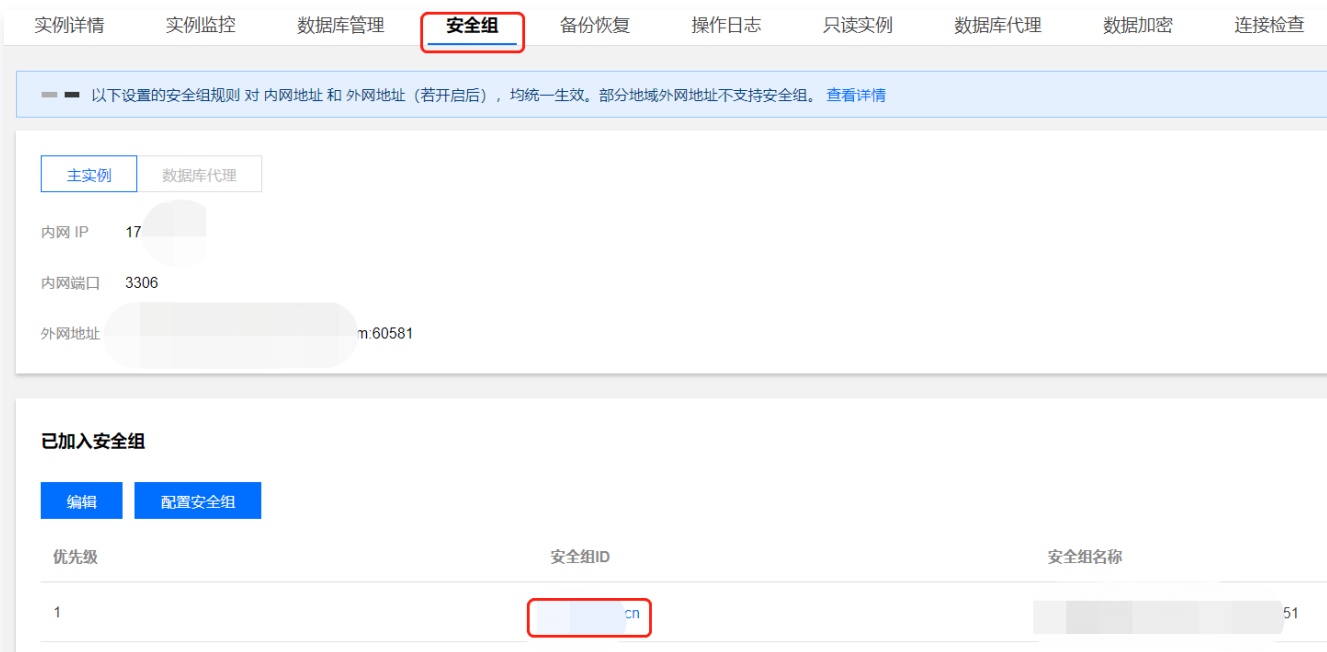 实例详情 实例监控 数据库管理 安全组 备份恢复 操作日志 只读实例 数据库代理 数据加密 连接检查
以下设置的安全组规则 对 内网地址 和 外网地址（若开启后），均统一生效。部分地域外网地址不支持安全组。 查看详情
主实例 数据库代理
内网 IP 17
内网端口 3306
外网地址 m:60581
已加入安全组
编辑 配置安全组
优先级 安全组ID 安全组名称
1 cn 51